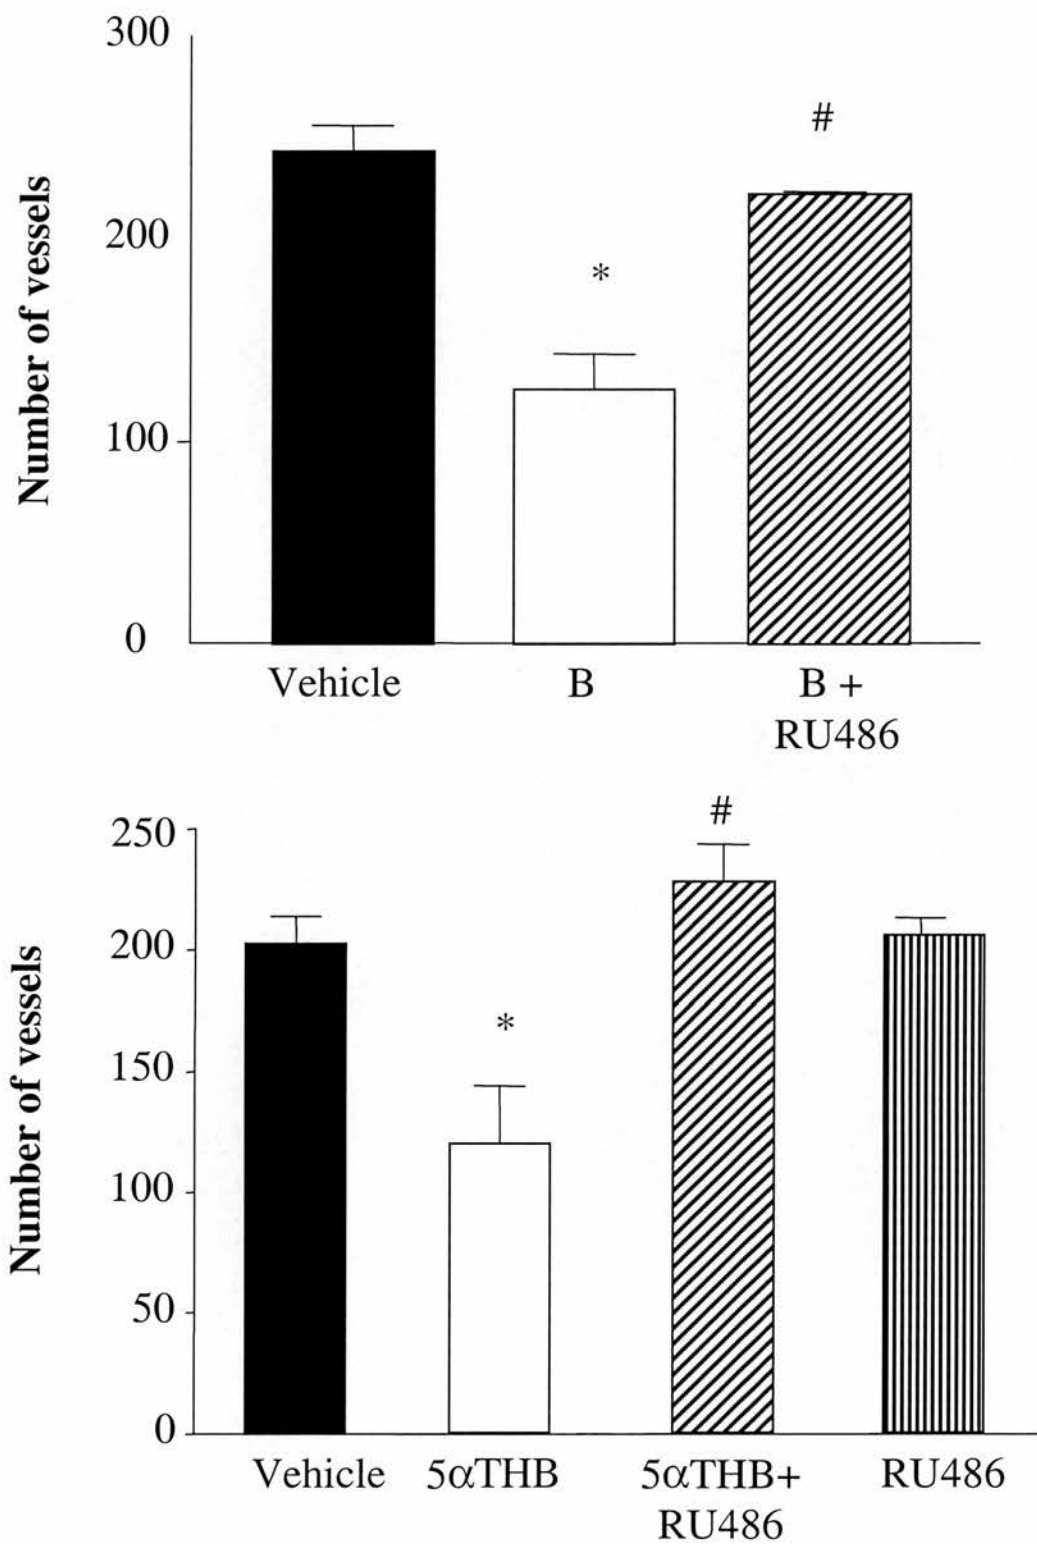 Number of vessels
300
200
100
0
#
*
Vehicle
B
B +
RU486
Number of vessels
250
200
150
100
50
0
#
*
Vehicle
5αTHB
5αTHB+
RU486
RU486